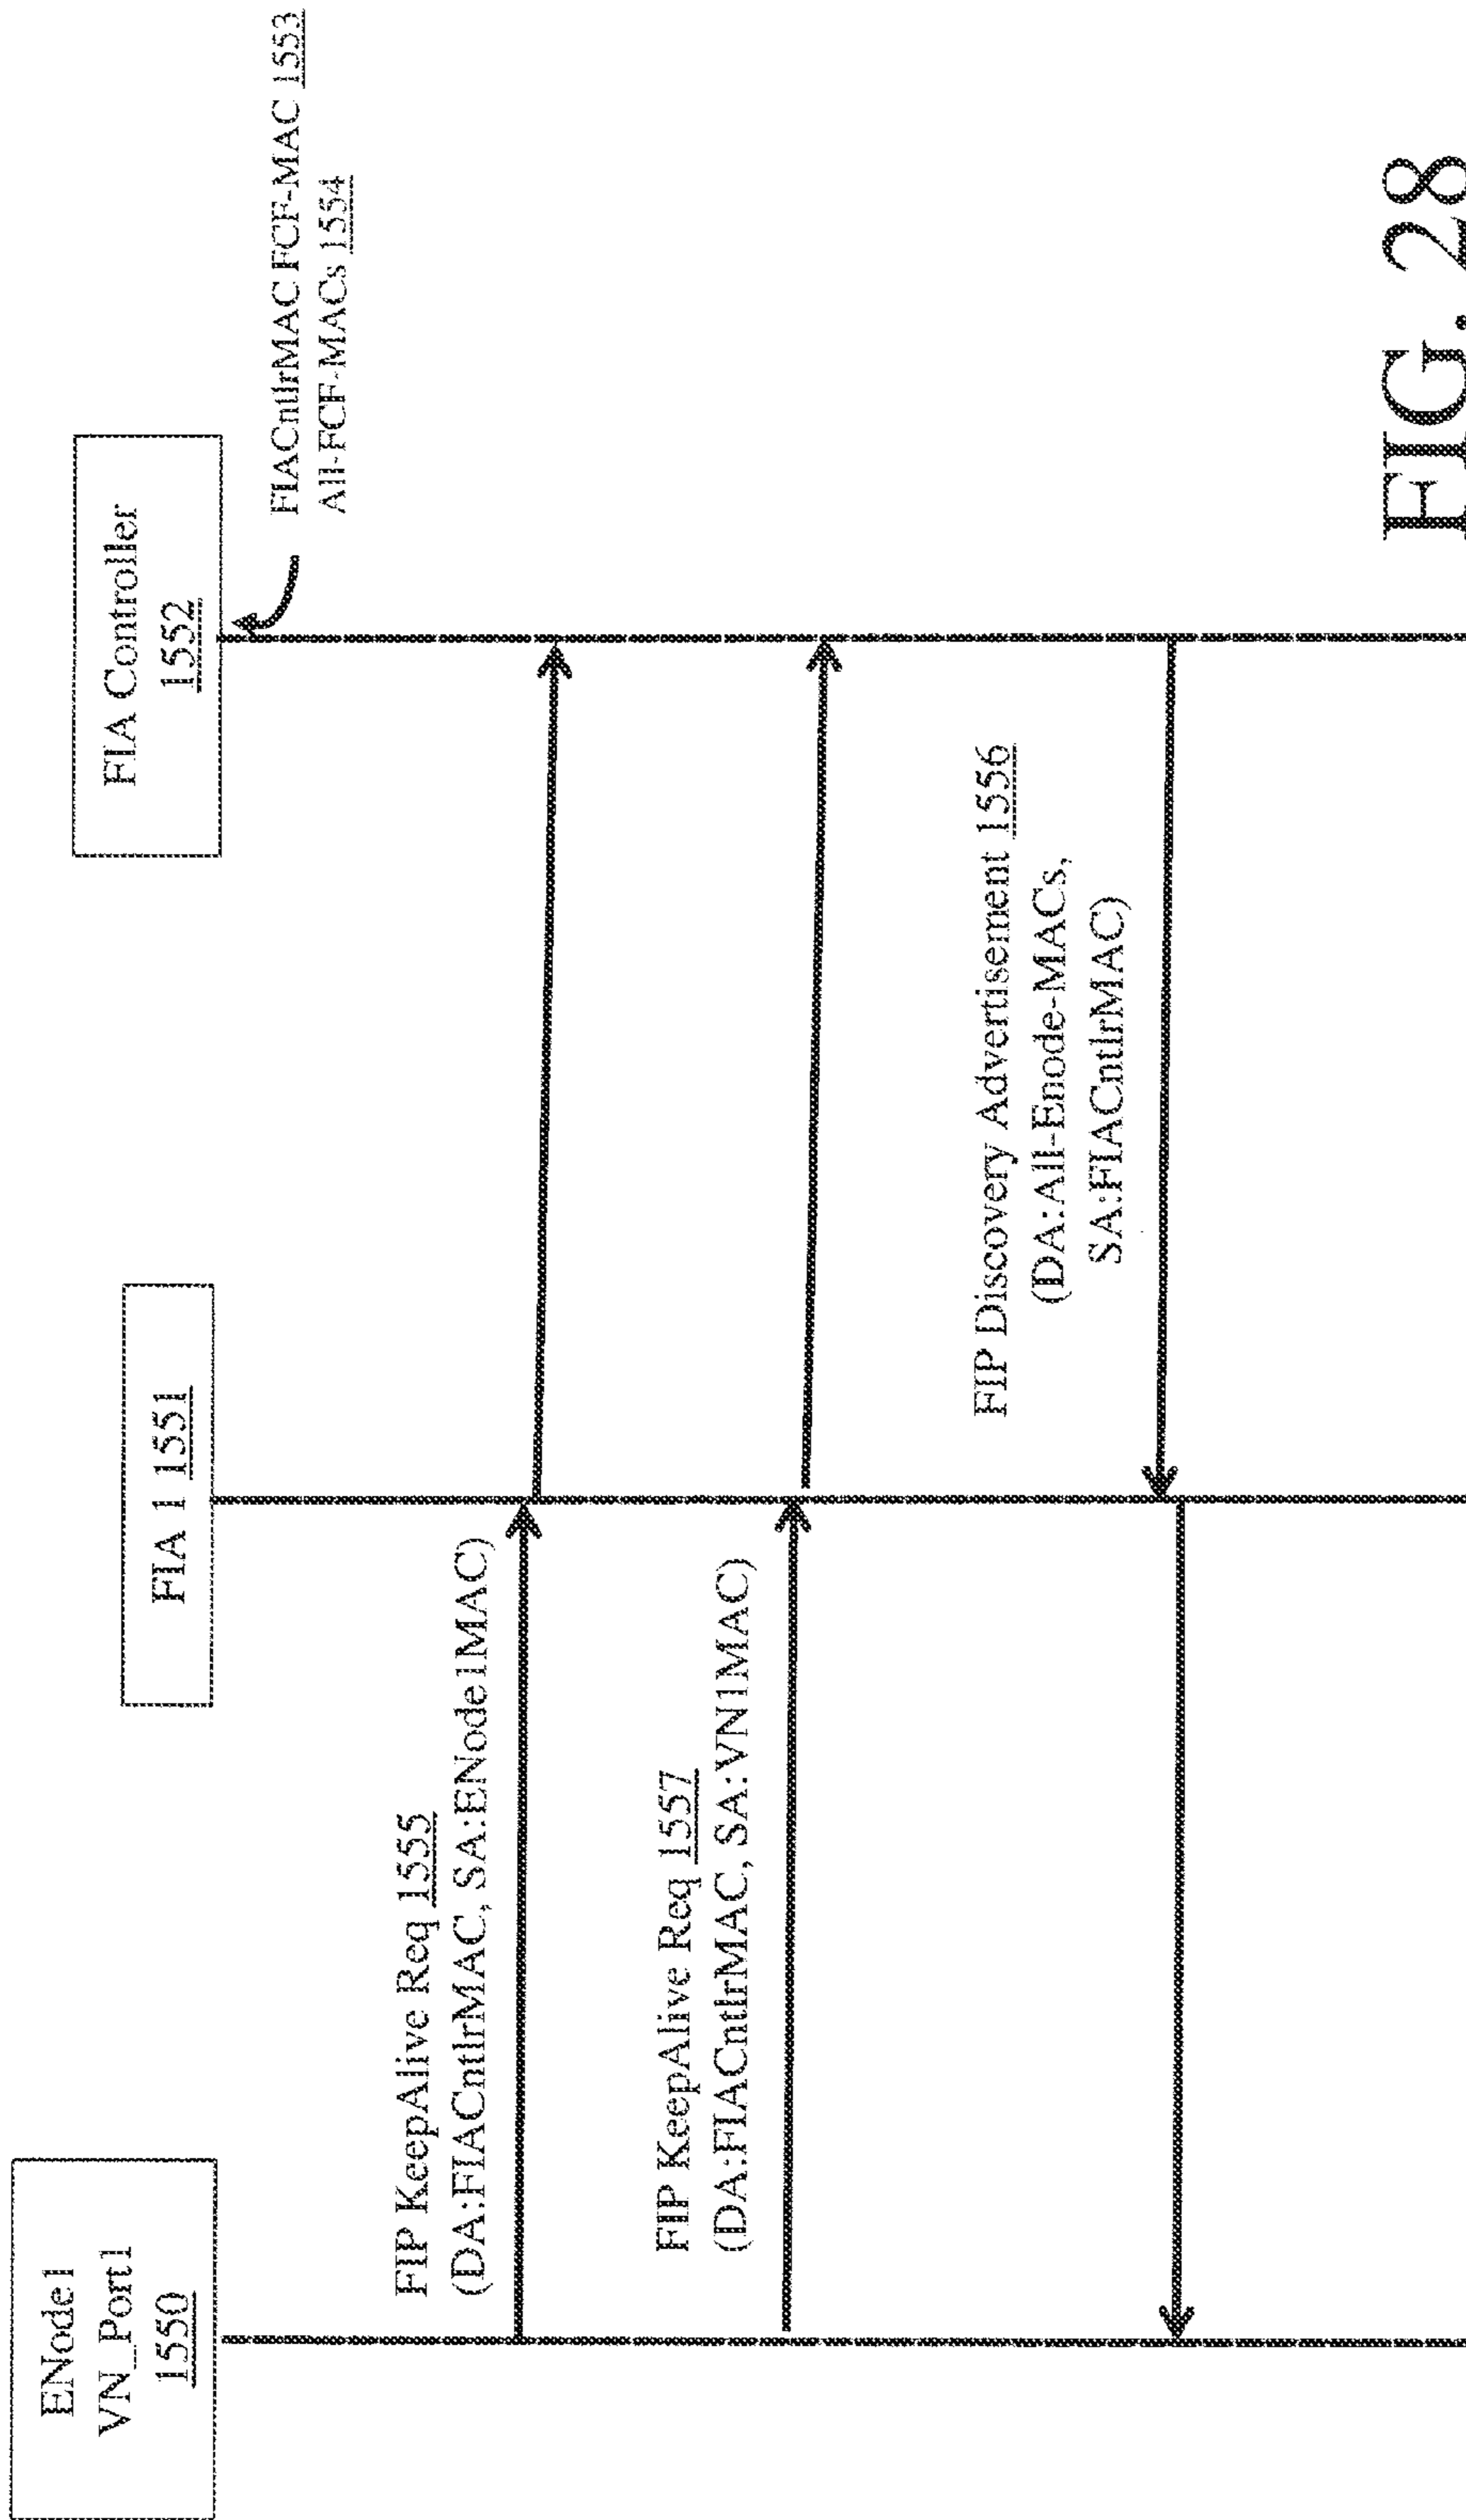 ENode1
VN_Port1
1550
FIA 1 1551
FIA Controller
1552
FIACntlrMAC FCF-MAC 1553
All-FCF-MACs 1554
FIP KeepAlive Req 1555
(DA:FIACntlrMAC, SA:ENode1MAC)
FIP KeepAlive Req 1557
(DA:FIACntlrMAC, SA:VN1MAC)
FIP Discovery Advertisement 1556
(DA:All-Enode-MACs,
SA:FIACntlrMAC)
FIG. 28